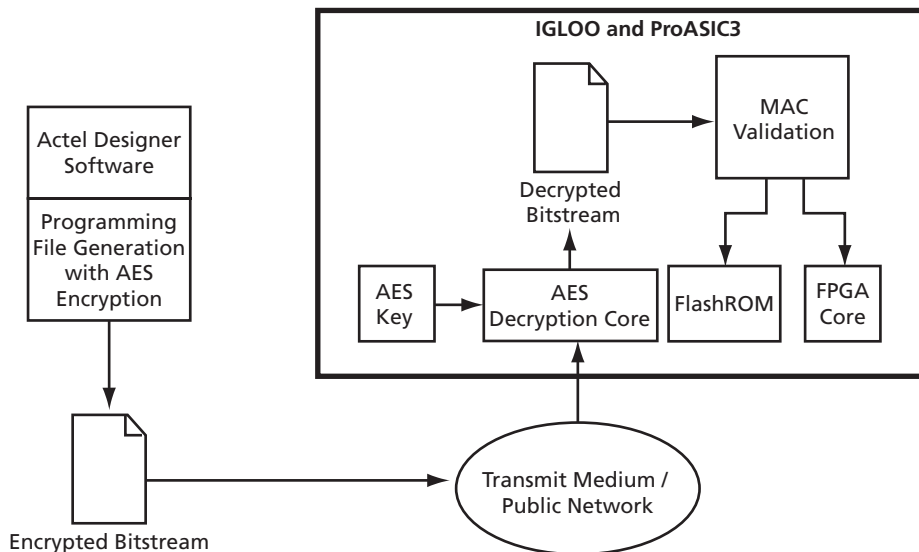 IGLOO and ProASIC3
Actel Designer
Software
Programming
File Generation
with AES
Encryption
Encrypted Bitstream
Transmit Medium /
Public Network
AES
Key
AES
Decryption Core
Decrypted
Bitstream
MAC
Validation
FlashROM
FPGA
Core